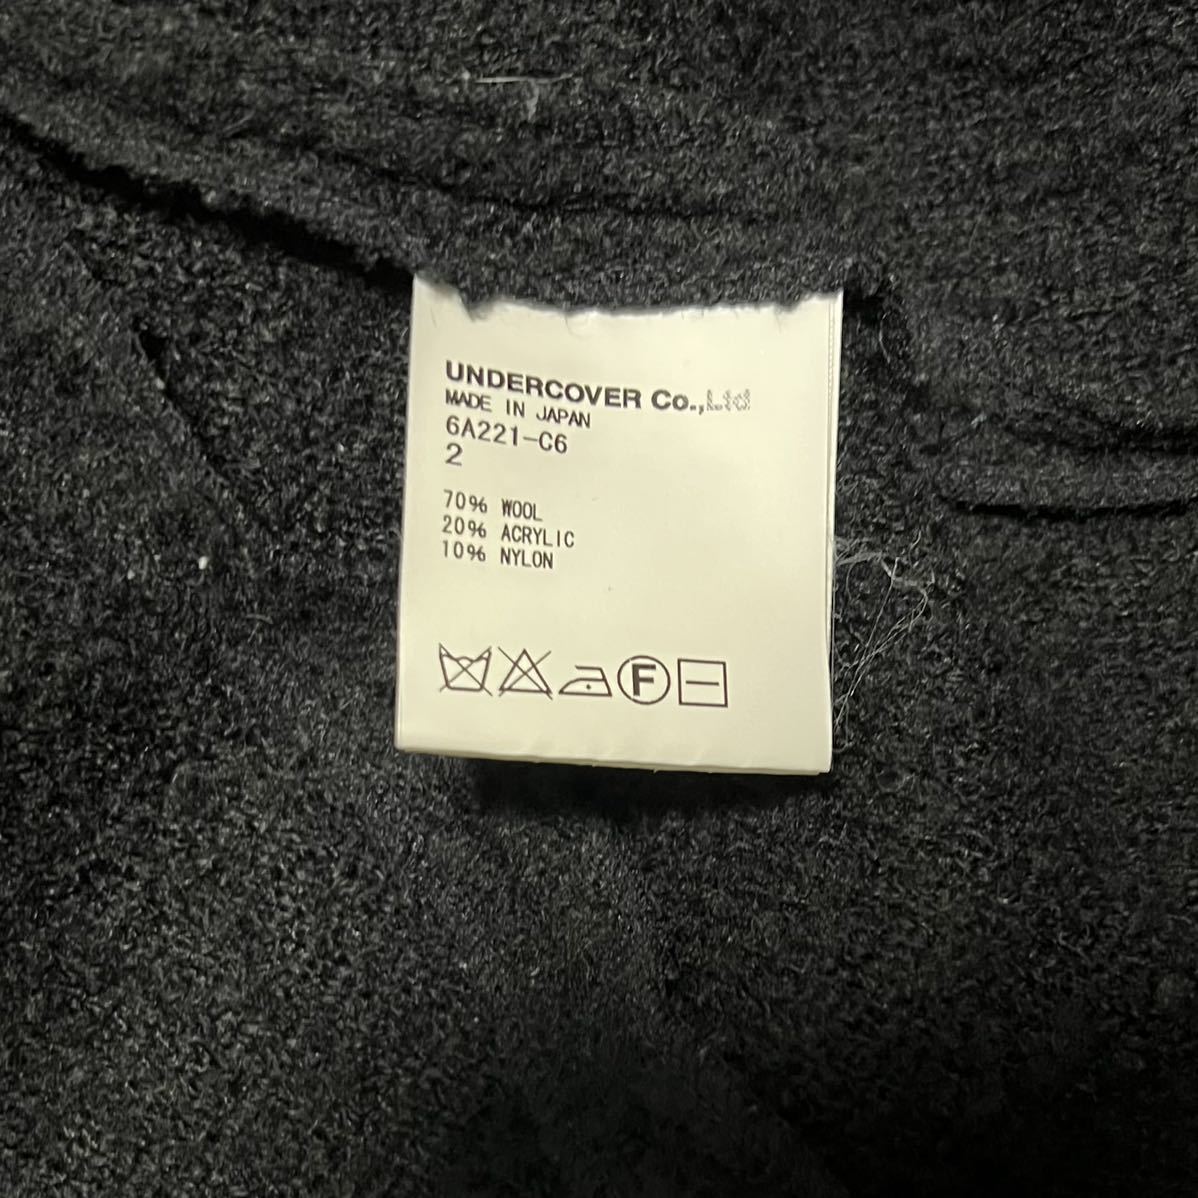 UNDERCOVER Co.,Ltd
MADE IN JAPAN
6A221-C6
2
70% WOOL
20% ACRYLIC
10% NYLON
F